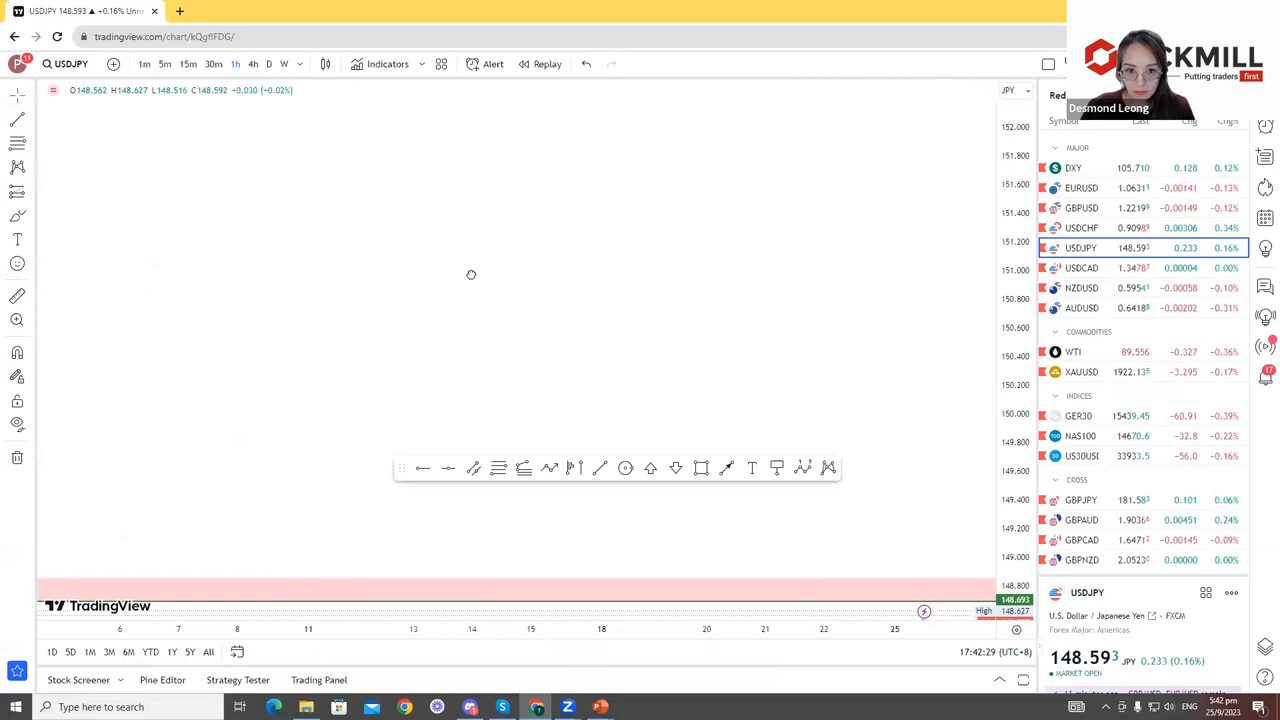 USDJPY 148.593 ▲ +0.16% Unna
tradingview.com/chart/kQgflFDG/
P 11 USDJPY 1m 5m 15m 30m 1h 4h D W Indicators Alert Replay
CKMILL
Putting traders first
Desmond Leong
O148.562 H148.627 L148.516 C148.592 +0.030 (+0.02%)
JPY
152.000
151.800
151.600
151.400
151.200
151.000
150.800
150.600
150.400
150.200
150.000
149.800
149.600
149.400
149.200
149.000
148.800
148.693
High 148.627
TradingView
6 7 8 11 13 14 15 18 20 21 22 25
1D 5D 1M 3M 6M YTD 1Y 5Y All
17:42:29 (UTC+8)
Stock Screener Pine Editor Strategy Tester Trading Panel
Red
Symbol Last Chg Chg%
MAJOR
DXY 105.710 0.128 0.12%
EURUSD 1.06311 −0.00141 −0.13%
GBPUSD 1.22199 −0.00149 −0.12%
USDCHF 0.90989 0.00306 0.34%
USDJPY 148.593 0.233 0.16%
USDCAD 1.34787 0.00004 0.00%
NZDUSD 0.59541 −0.00058 −0.10%
AUDUSD 0.64188 −0.00202 −0.31%
COMMODITIES
WTI 89.556 −0.327 −0.36%
XAUUSD 1922.135 −3.295 −0.17%
INDICES
GER30 15439.45 −60.91 −0.39%
NAS100 14670.6 −32.8 −0.22%
US30USD 33933.5 −56.0 −0.16%
CROSS
GBPJPY 181.583 0.101 0.06%
GBPAUD 1.90366 0.00451 0.24%
GBPCAD 1.64712 −0.00145 −0.09%
GBPNZD 2.05230 0.00000 0.00%
17
USDJPY
U.S. Dollar / Japanese Yen • FXCM
Forex Major: Americas
148.593 JPY 0.233 (0.16%)
MARKET OPEN
Type here to search
5:42 pm
25/9/2023